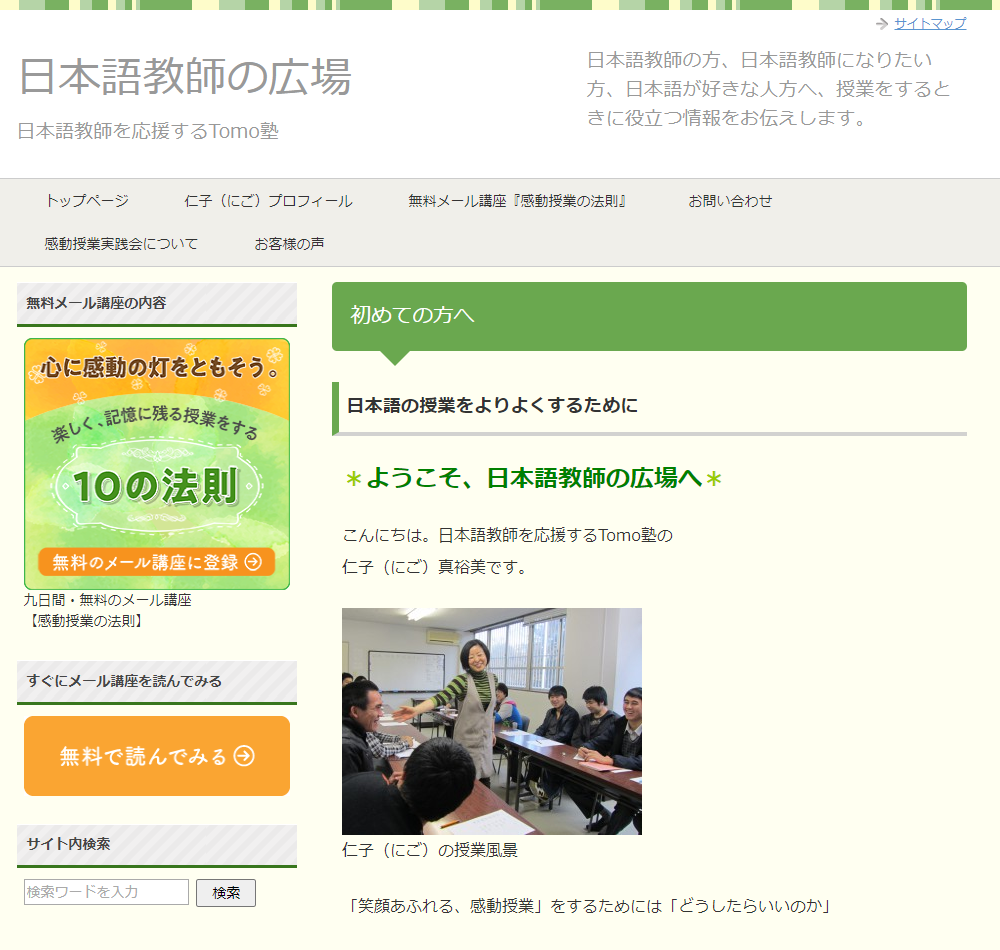 サイトマップ
日本語教師の広場
日本語教師を応援するTomo塾
日本語教師の方、日本語教師になりたい
方、日本語が好きな人方へ、授業をすると
きに役立つ情報をお伝えします。
トップページ 仁子（にご）プロフィール 無料メール講座『感動授業の法則』 お問い合わせ
感動授業実践会について お客様の声
無料メール講座の内容
心に感動の灯をともそう。
楽しく、記憶に残る授業をする
10の法則
無料のメール講座に登録
九日間・無料のメール講座
【感動授業の法則】
すぐにメール講座を読んでみる
無料で読んでみる
サイト内検索
検索ワードを入力 検索
初めての方へ
日本語の授業をよりよくするために
＊ようこそ、日本語教師の広場へ＊
こんにちは。日本語教師を応援するTomo塾の
仁子（にご）真裕美です。
仁子（にご）の授業風景
「笑顔あふれる、感動授業」をするためには「どうしたらいいのか」